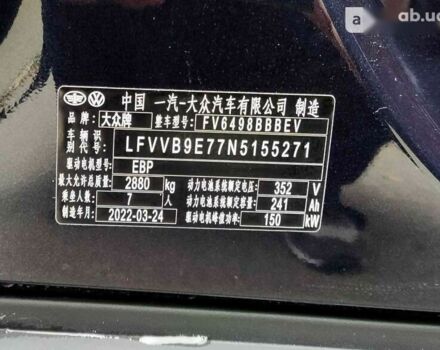 a ab.ua
中国 一汽-大众汽车有限公司 制造
品牌: 大众牌 整车型号: FV6498BBBEV
车辆识别代号: LFVVB9E77N5155271
驱动电机型号: EBP
最大允许总质量: 2880 kg 动力电池系统额定电压: 352 V
乘坐人数: 7 人 动力电池系统额定容量: 241 Ah
制造年月: 2022-03-24 驱动电机峰值功率: 150 kW